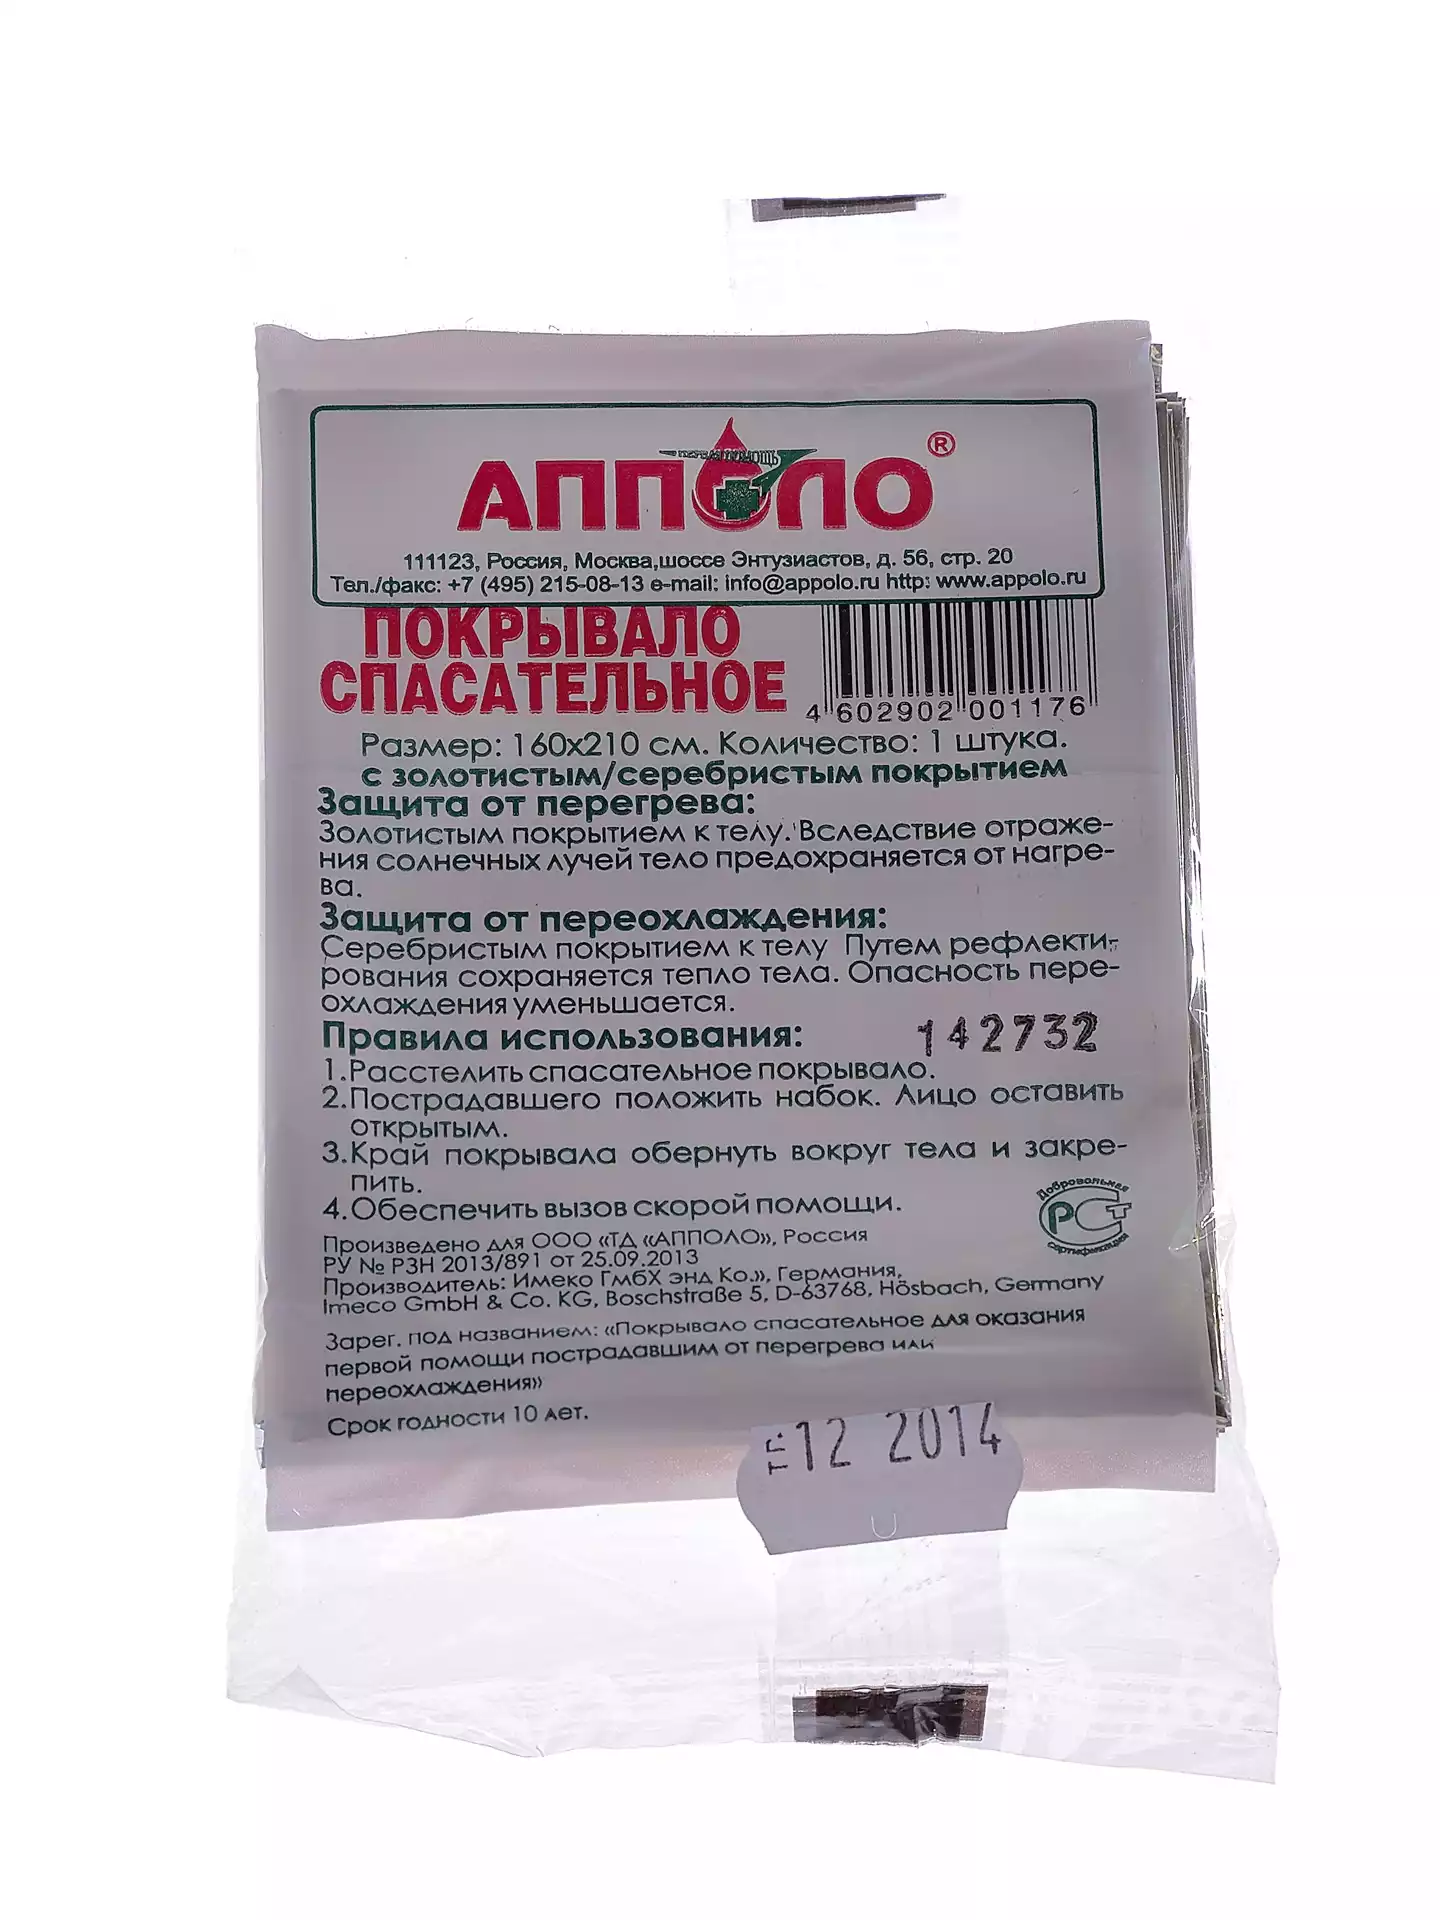 ПЕРВАЯ ПОМОЩЬ
АППОЛО®
111123, Россия, Москва,шоссе Энтузиастов, д. 56, стр. 20
Тел./факс: +7 (495) 215-08-13 e-mail: info@appolo.ru http: www.appolo.ru
ПОКРЫВАЛО
СПАСАТЕЛЬНОЕ
4 602902 001176
Размер: 160х210 см. Количество: 1 штука.
с золотистым/серебристым покрытием
Защита от перегрева:
Золотистым покрытием к телу. Вследствие отраже-
ния солнечных лучей тело предохраняется от нагре-
ва.
Защита от переохлаждения:
Серебристым покрытием к телу Путем рефлекти-
рования сохраняется тепло тела. Опасность пере-
охлаждения уменьшается.
Правила использования:
142732
1.Расстелить спасательное покрывало.
2.Пострадавшего положить набок. Лицо оставить
открытым.
3.Край покрывала обернуть вокруг тела и закре-
пить.
4.Обеспечить вызов скорой помощи.
Добровольная
РСТ
сертификация
Произведено для ООО «ТД «АППОЛО», Россия
РУ № РЗН 2013/891 от 25.09.2013
Производитель: Имеко ГмбХ энд Ко.», Германия,
Imeco GmbH & Co. KG, Boschstraße 5, D-63768, Hösbach, Germany
Зарег. под названием: «Покрывало спасательное для оказания
первой помощи пострадавшим от перегрева или
переохлаждения»
Срок годности 10 лет.
12 2014